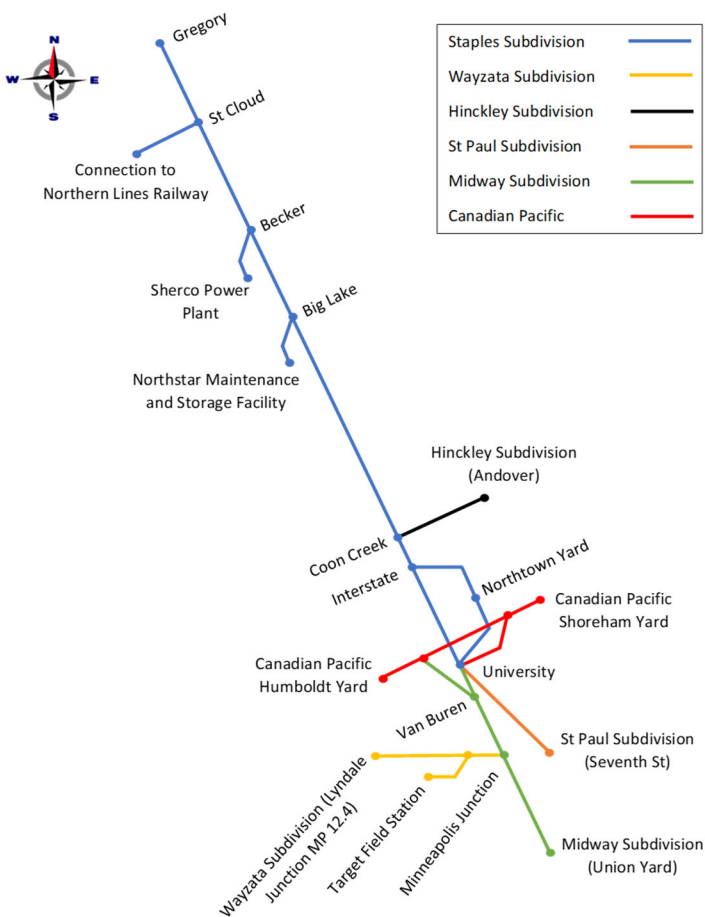 N
W
E
S
Gregory
St Cloud
Connection to
Northern Lines Railway
Becker
Sherco Power
Plant
Big Lake
Northstar Maintenance
and Storage Facility
Staples Subdivision
Wayzata Subdivision
Hinckley Subdivision
St Paul Subdivision
Midway Subdivision
Canadian Pacific
Hinckley Subdivision
(Andover)
Coon Creek
Interstate
Northtown Yard
Canadian Pacific
Shoreham Yard
Canadian Pacific
Humboldt Yard
University
Van Buren
St Paul Subdivision
(Seventh St)
Wayzata Subdivision (Lyndale
Junction MP 12.4)
Target Field Station
Minneapolis Junction
Midway Subdivision
(Union Yard)